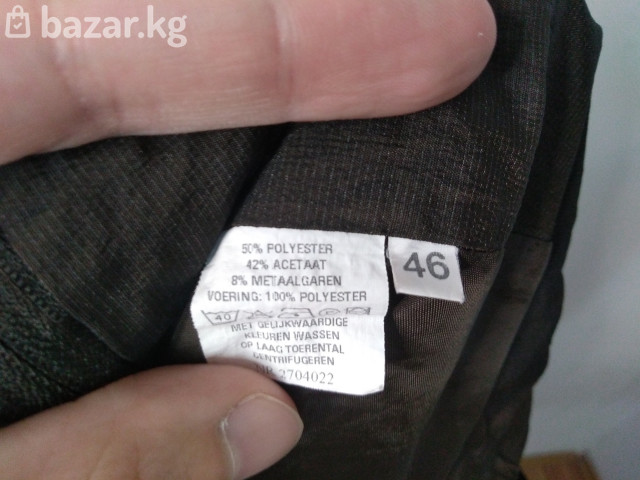 bazar.kg
50% POLYESTER
42% ACETAAT
8% METAALGAREN
VOERING: 100% POLYESTER
40
MET GELIJKWAARDIGE
KLEUREN WASSEN
OP LAAG TOERENTAL
CENTRIFUGEREN
2704022
46